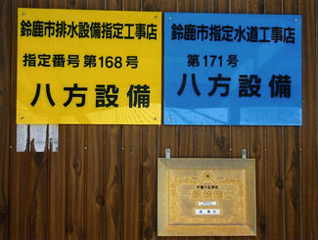 鈴鹿市排水設備指定工事店
指定番号 第168号
八方設備
鈴鹿市指定水道工事店
第171号
八方設備